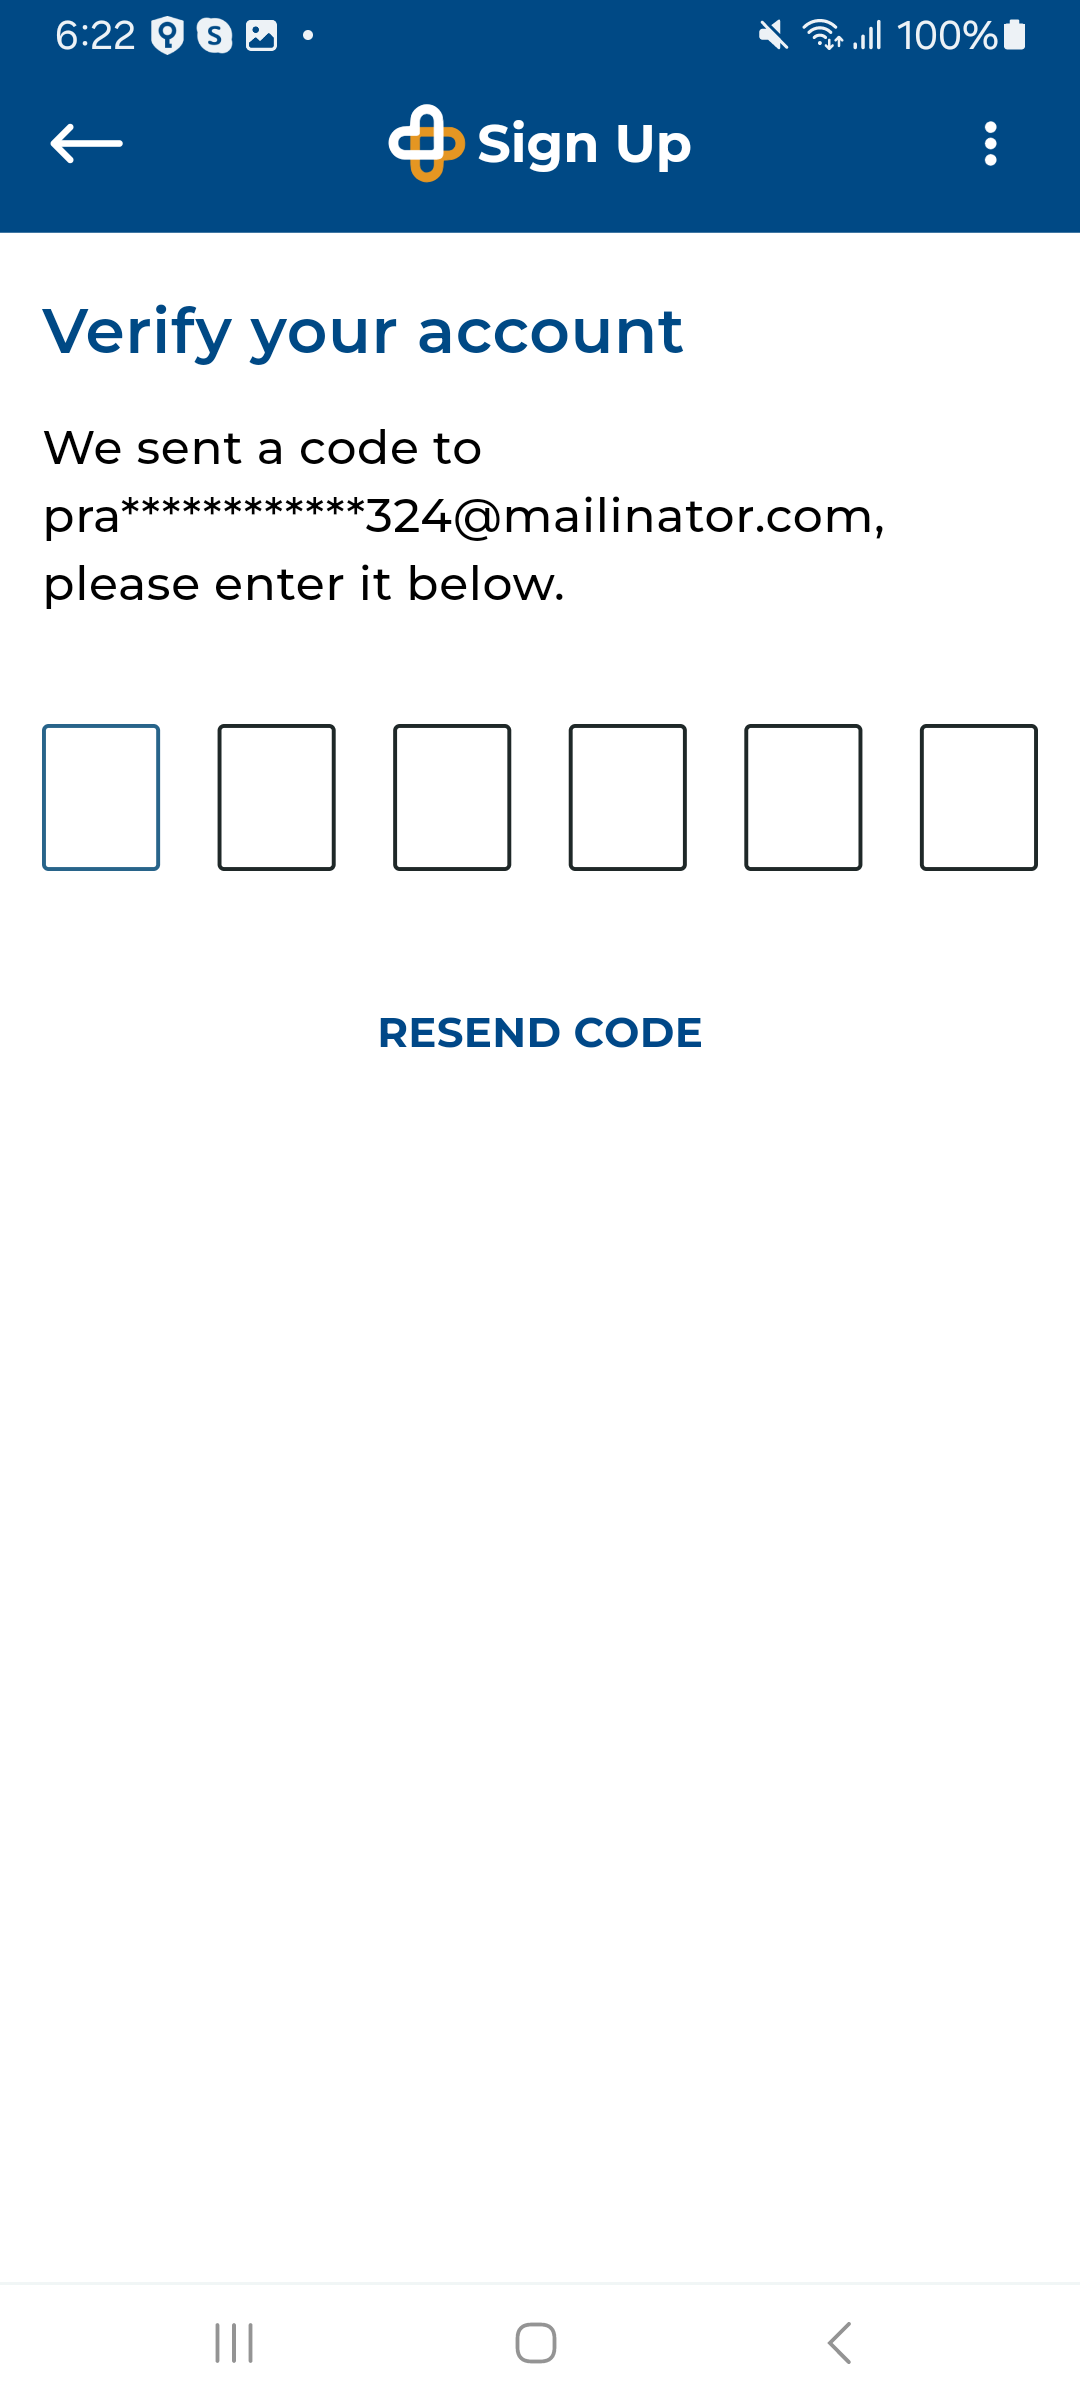 6:22
100%
Sign Up
Verify your account
We sent a code to
pra************324@mailinator.com,
please enter it below.
RESEND CODE